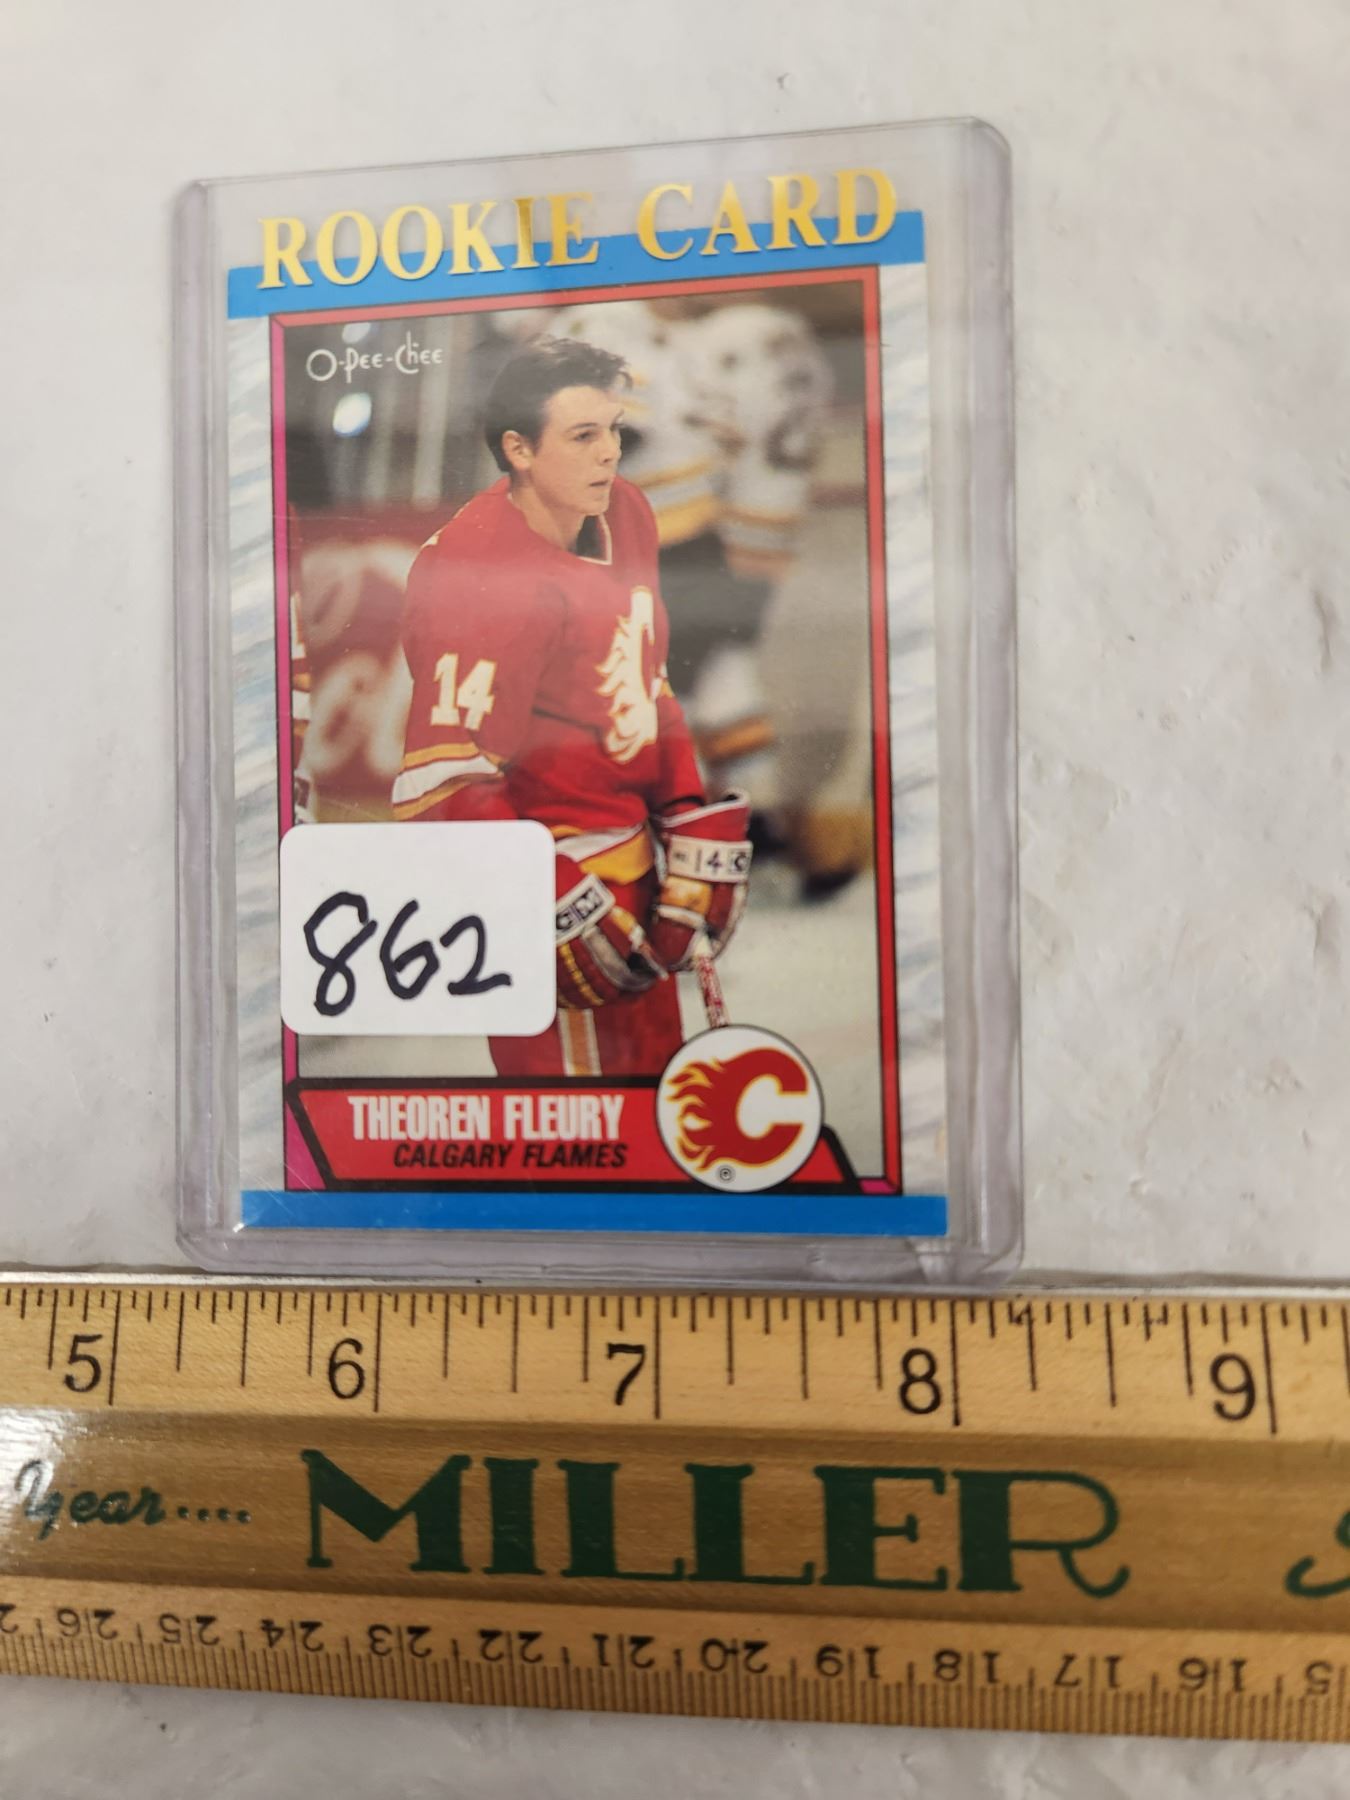 ROOKIE CARD
O-PEE-CHEE
14
14
CCM
862
THEOREN FLEURY
CALGARY FLAMES
C
®
5 6 7 8 9
Year.... MILLER
26 25 24 23 22 21 20 19 18 17 16